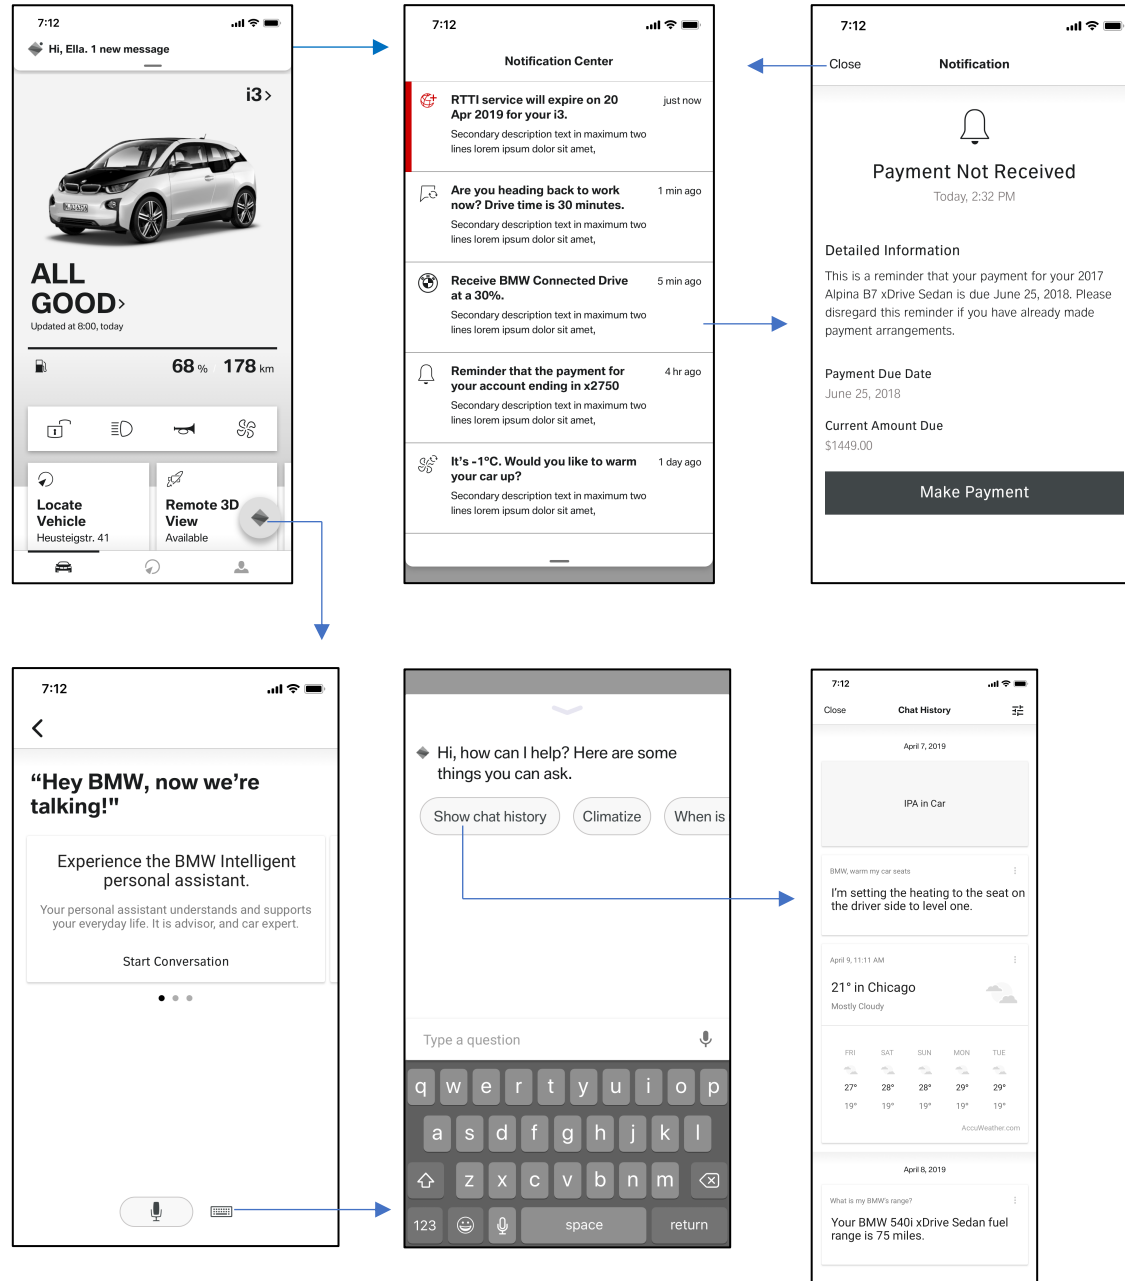 7:12
Hi, Ella. 1 new message
i3>
ALL
GOOD>
Updated at 8:00, today
68 % 178 km
Locate
Vehicle
Heusteigstr. 41
Remote 3D
View
Available
7:12
Notification Center
RTTI service will expire on 20
Apr 2019 for your i3.
just now
Secondary description text in maximum two
lines lorem ipsum dolor sit amet,
Are you heading back to work
now? Drive time is 30 minutes.
1 min ago
Secondary description text in maximum two
lines lorem ipsum dolor sit amet,
Receive BMW Connected Drive
at a 30%.
5 min ago
Secondary description text in maximum two
lines lorem ipsum dolor sit amet,
Reminder that the payment for
your account ending in x2750
4 hr ago
Secondary description text in maximum two
lines lorem ipsum dolor sit amet,
It's -1°C. Would you like to warm
your car up?
1 day ago
Secondary description text in maximum two
lines lorem ipsum dolor sit amet,
7:12
Close
Notification
Payment Not Received
Today, 2:32 PM
Detailed Information
This is a reminder that your payment for your 2017
Alpina B7 xDrive Sedan is due June 25, 2018. Please
disregard this reminder if you have already made
payment arrangements.
Payment Due Date
June 25, 2018
Current Amount Due
$1449.00
Make Payment
7:12
“Hey BMW, now we’re
talking!"
Experience the BMW Intelligent
personal assistant.
Your personal assistant understands and supports
your everyday life. It is advisor, and car expert.
Start Conversation
Hi, how can I help? Here are some
things you can ask.
Show chat history
Climatize
When is
Type a question
q w e r t y u i o p
a s d f g h j k l
z x c v b n m
123 space return
7:12
Close
Chat History
April 7, 2019
IPA in Car
BMW, warm my car seats
I'm setting the heating to the seat on
the driver side to level one.
April 9, 11:11 AM
21° in Chicago
Mostly Cloudy
FRI SAT SUN MON TUE
27° 28° 28° 29° 29°
19° 19° 19° 19° 19°
AccuWeather.com
April 8, 2019
What is my BMW's range?
Your BMW 540i xDrive Sedan fuel
range is 75 miles.